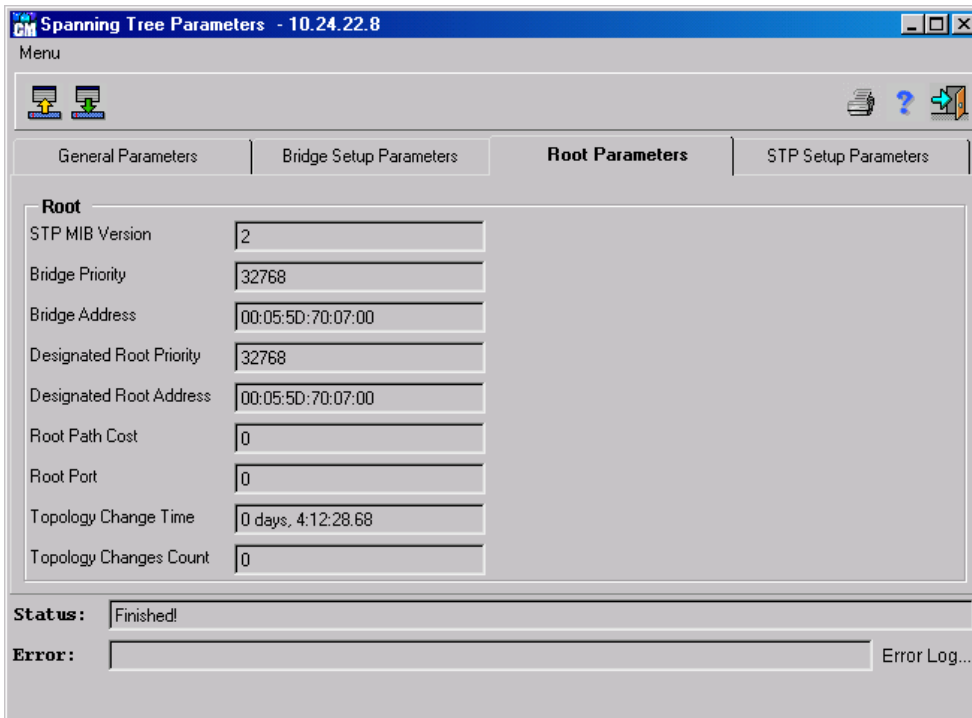 CM Spanning Tree Parameters - 10.24.22.8
Menu
General Parameters
Bridge Setup Parameters
Root Parameters
STP Setup Parameters
Root
STP MIB Version 2
Bridge Priority 32768
Bridge Address 00:05:5D:70:07:00
Designated Root Priority 32768
Designated Root Address 00:05:5D:70:07:00
Root Path Cost 0
Root Port 0
Topology Change Time 0 days, 4:12:28.68
Topology Changes Count 0
Status: Finished!
Error: Error Log...